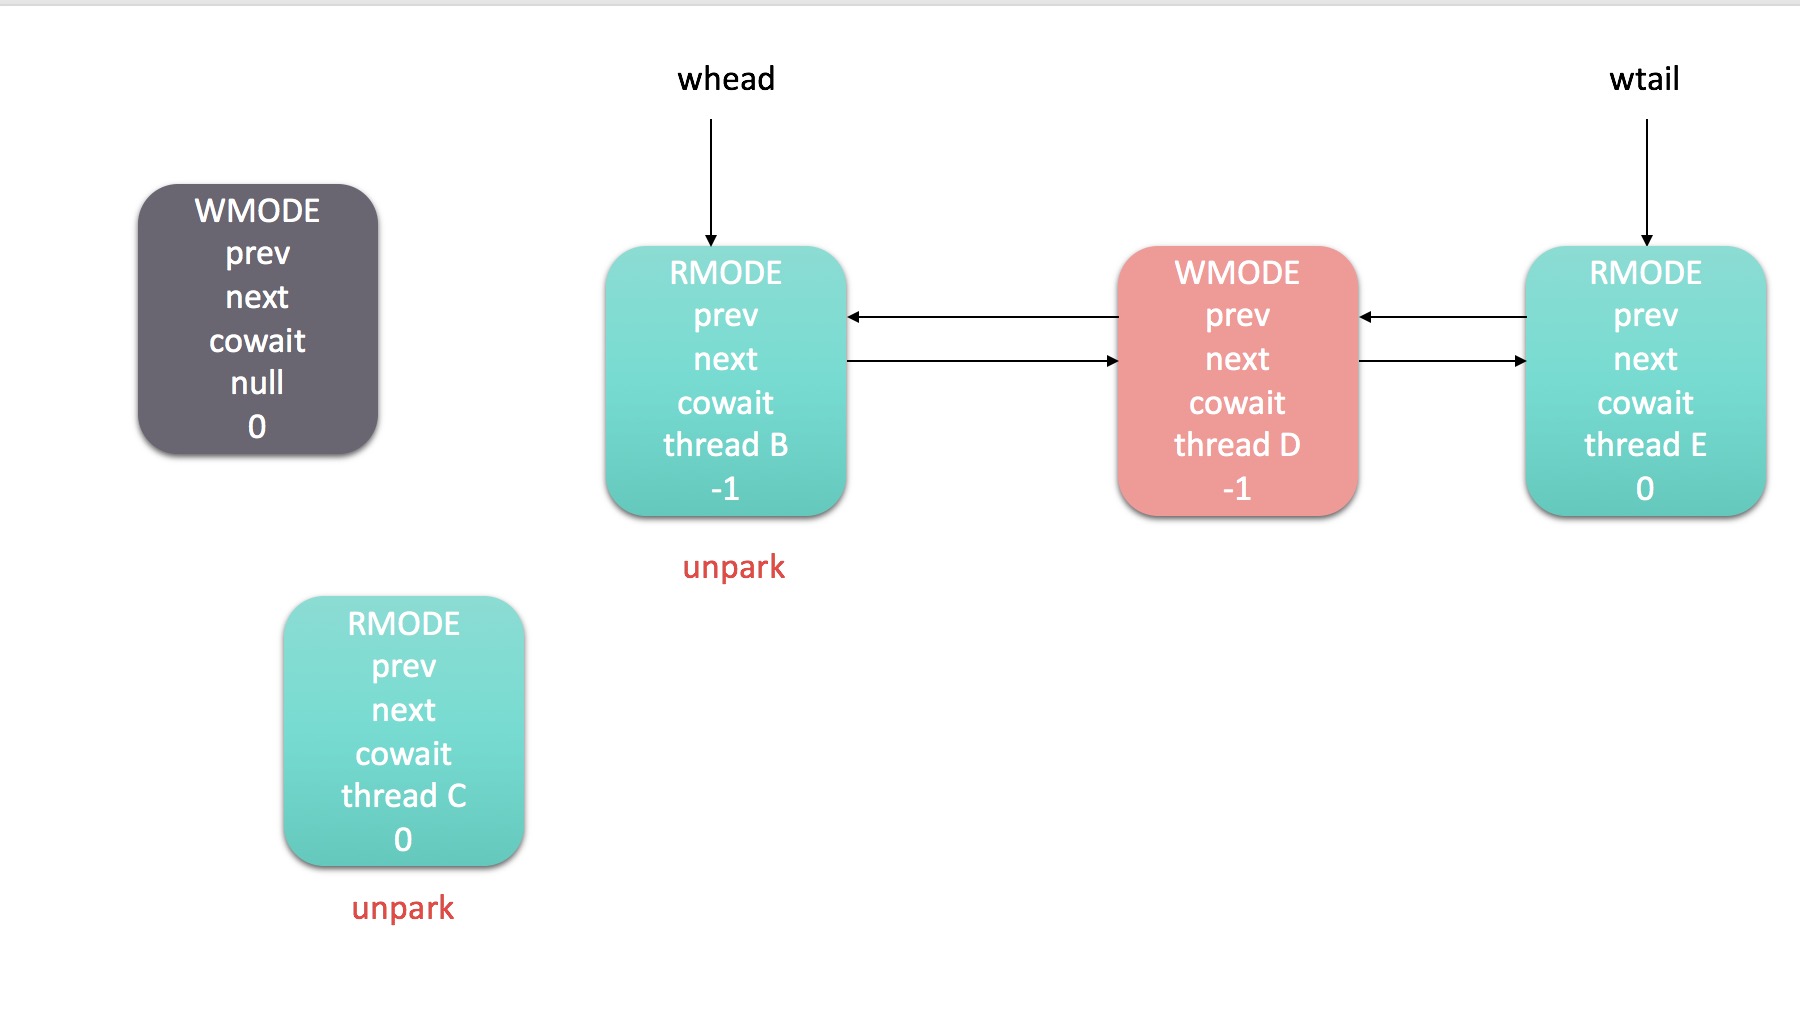 whead
wtail
WMODE
prev
next
cowait
null
0
RMODE
prev
next
cowait
thread B
-1
unpark
WMODE
prev
next
cowait
thread D
-1
RMODE
prev
next
cowait
thread E
0
RMODE
prev
next
cowait
thread C
0
unpark